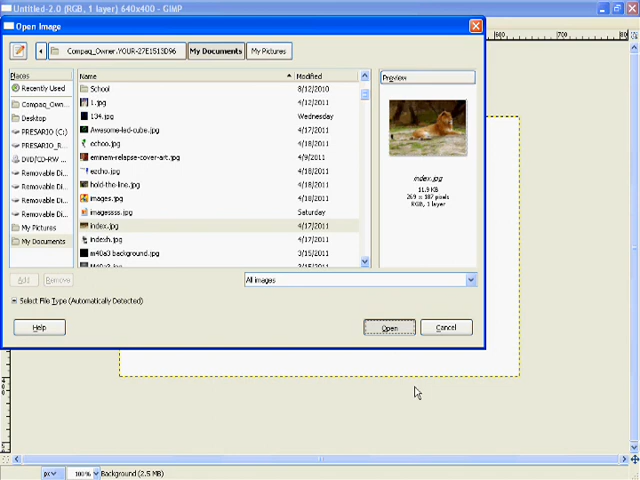 Untitled-2.0 (RGB, 1 layer) 640x400 - GIMP
Open Image
Compaq_Owner.YOUR-27E1513D96 My Documents My Pictures
Places Name Modified Preview
Recently Used School 8/12/2010
Compaq_Own... 1.jpg 4/12/2011
Desktop 134.jpg Wednesday
PRESARIO (C:) Awesome-led-cube.jpg 4/17/2011
PRESARIO_R... echoo.jpg 4/18/2011
DVD/CD-RW ... eminem-relapse-cover-art.jpg 4/9/2011
Removable Di... ezcho.jpg 4/18/2011
Removable Di... hold-the-line.jpg 4/18/2011
Removable Di... images.jpg 4/18/2011
Removable Di... imagessss.jpg Saturday
My Pictures index.jpg 4/17/2011
My Documents indexh.jpg 4/17/2011
m40a3 background.jpg 3/15/2011
index.jpg
11.9 KB
269 x 187 pixels
RGB, 1 layer
Add Remove All images
Select File Type (Automatically Detected)
Help Open Cancel
600
px 100% Background (2.5 MB)